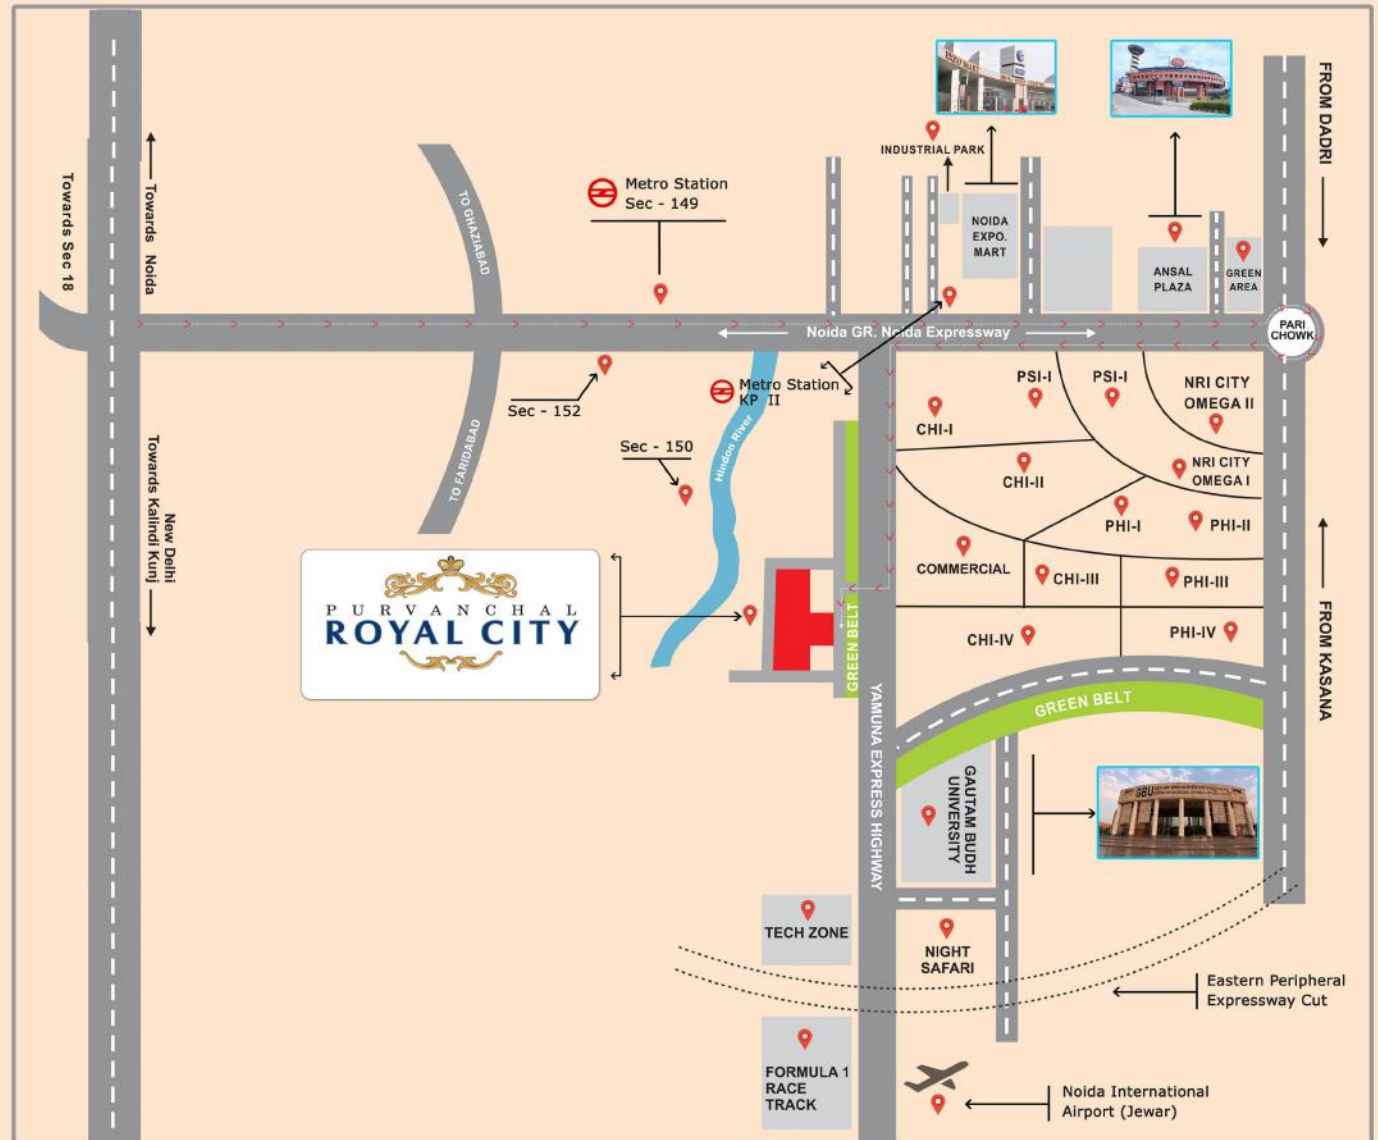 FROM DADRI
INDUSTRIAL PARK
Towards Sec 18
Towards Noida
TO GHAZIABAD
Metro Station
Sec - 149
NOIDA
EXPO.
MART
ANSAL
PLAZA
GREEN
AREA
PARI
CHOWK
Noida GR. Noida Expressway
Sec - 152
Metro Station
KP II
PSI-I
PSI-I
NRI CITY
OMEGA II
CHI-I
Towards Kalindi Kunj
New Delhi
TO FARIDABAD
Sec - 150
Hindon River
CHI-II
NRI CITY
OMEGA I
PHI-I
PHI-II
COMMERCIAL
CHI-III
PHI-III
PURVANCHAL
ROYAL CITY
GREEN BELT
CHI-IV
PHI-IV
FROM KASANA
YAMUNA EXPRESS HIGHWAY
GREEN BELT
GAUTAM BUDH
UNIVERSITY
GBU
TECH ZONE
NIGHT
SAFARI
Eastern Peripheral
Expressway Cut
FORMULA 1
RACE
TRACK
Noida International
Airport (Jewar)